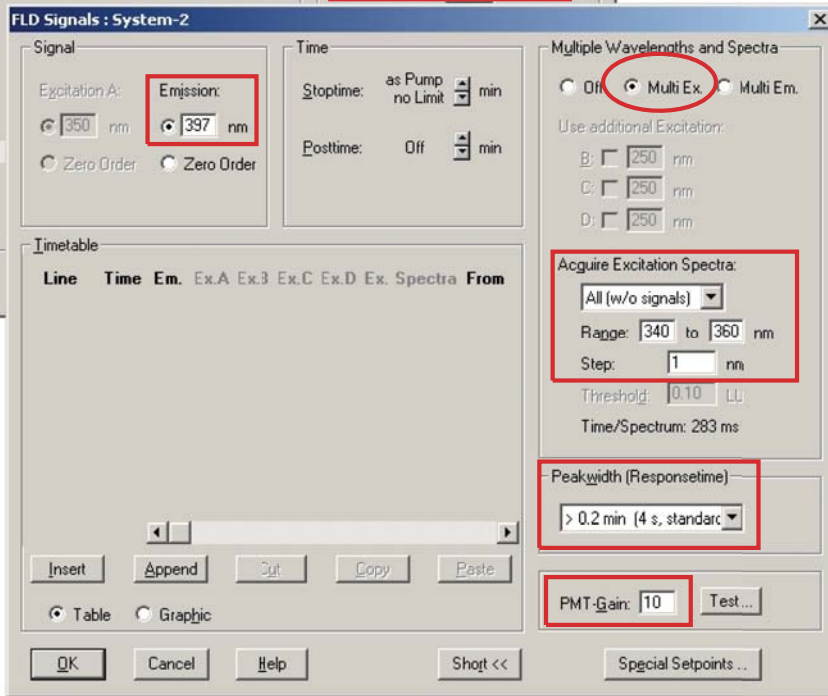 FLD Signals : System-2
Signal
Excitation A:
Emission:
350 nm
397 nm
Zero Order
Zero Order
Time
Stoptime: as Pump no Limit min
Posttime: Off min
Multiple Wavelengths and Spectra
Off Multi Ex. Multi Em.
Use additional Excitation:
B: 250 nm
C: 250 nm
D: 250 nm
Acquire Excitation Spectra:
All (w/o signals)
Range: 340 to 360 nm
Step: 1 nm
Threshold: 0.10 LU
Time/Spectrum: 283 ms
Timetable
Line Time Em. Ex.A Ex.B Ex.C Ex.D Ex. Spectra From
Insert Append Cut Copy Paste
Table Graphic
Peakwidth (Responsetime)
> 0.2 min (4 s, standard
PMT-Gain: 10 Test...
OK Cancel Help Short << Special Setpoints ..